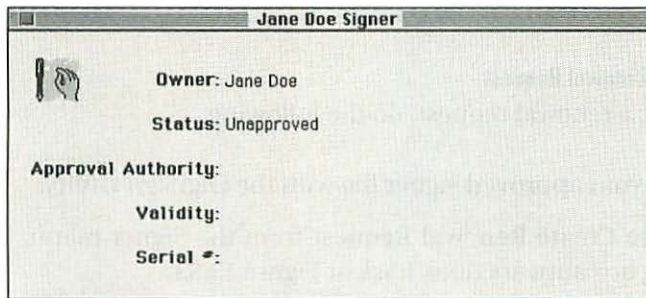 Jane Doe Signer
Owner: Jane Doe
Status: Unapproved
Approval Authority:
Validity:
Serial #: